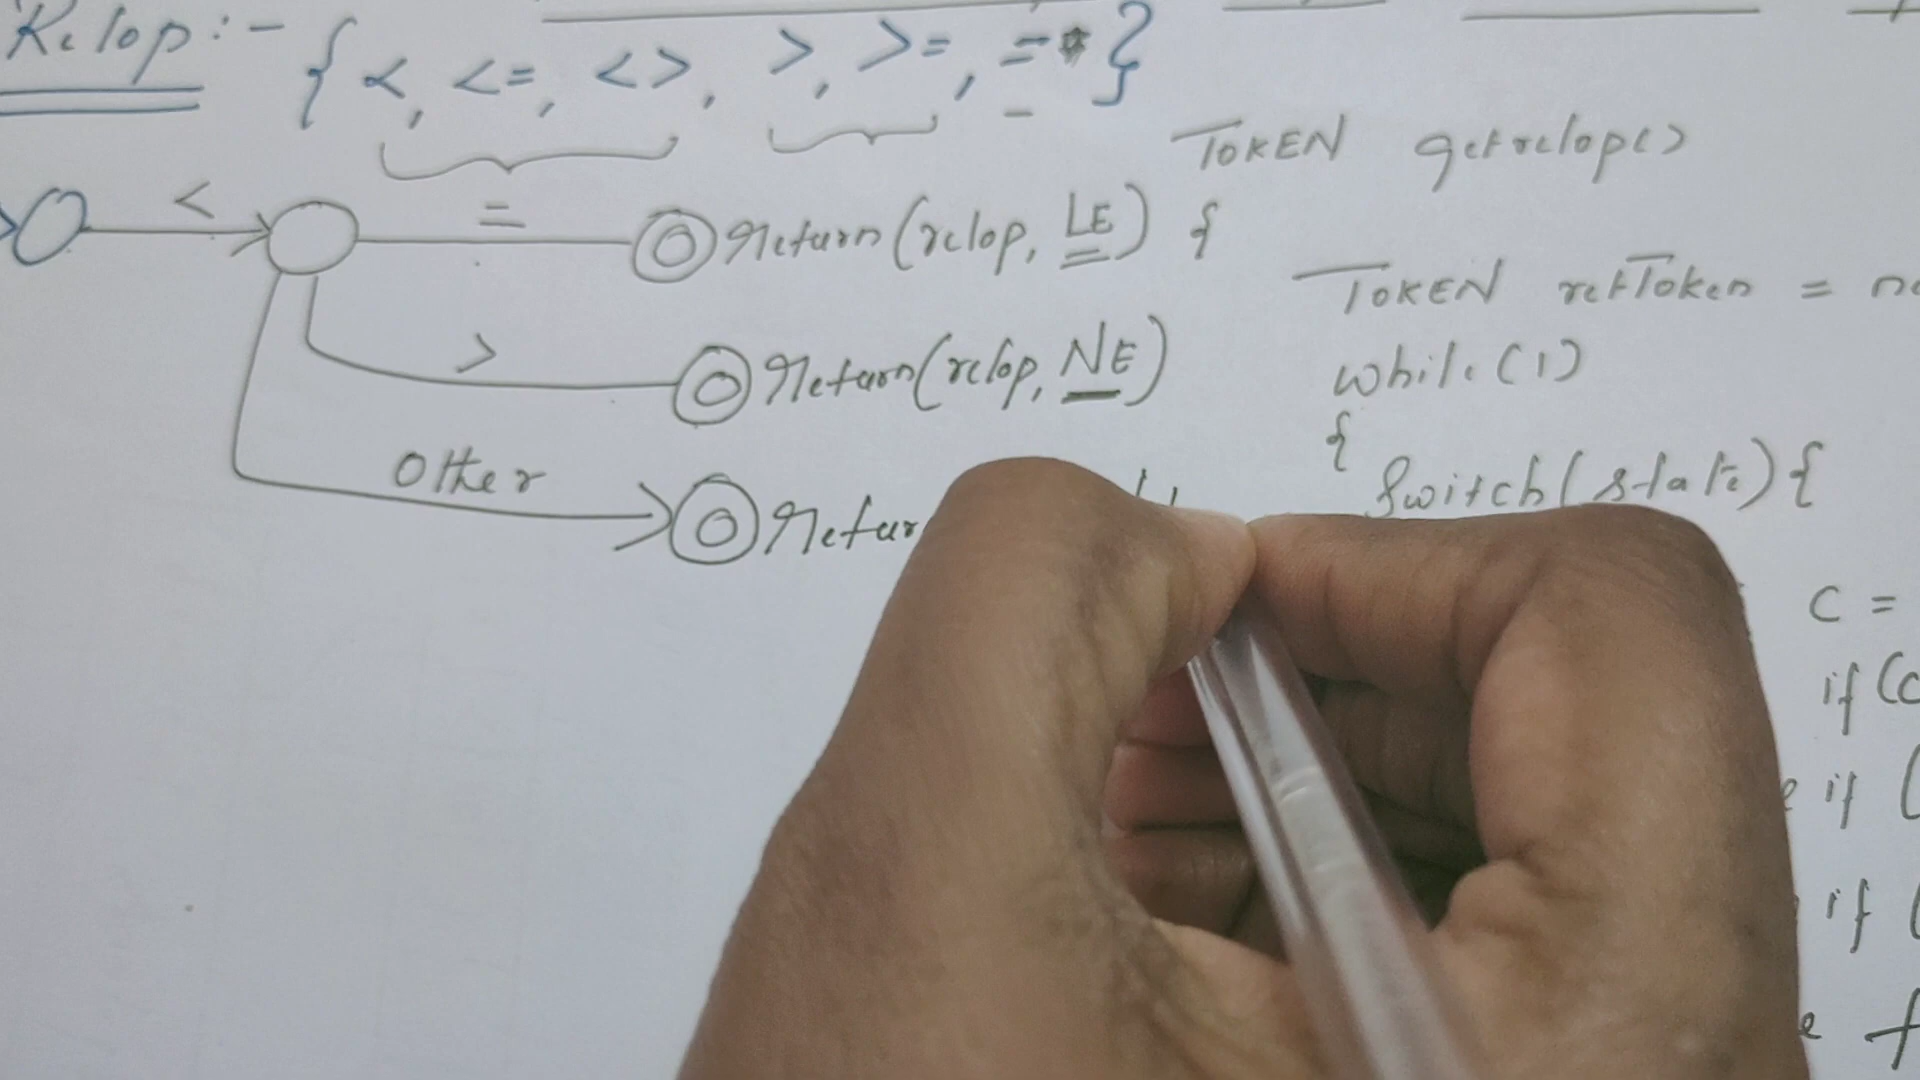 Relop :- { <, <=, <>, >, >=, = }
< = Return (relop, LE)
> Return (relop, NE)
Other Retur
TOKEN getrelop()
{
TOKEN retToken =
while (1)
{
Switch (state) {
C =
if (c
if (
if (